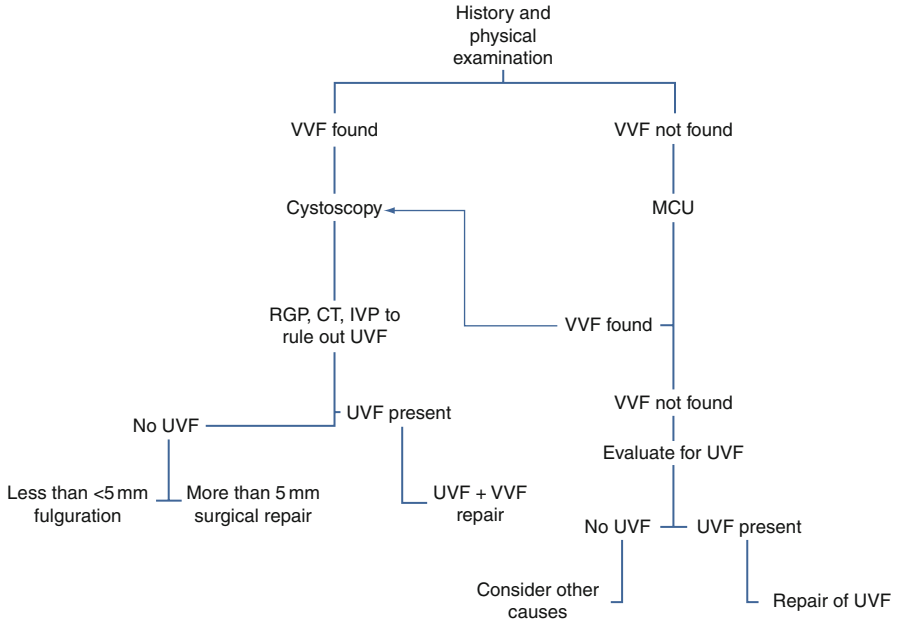 History and
physical
examination
VVF found
VVF not found
Cystoscopy
MCU
RGP, CT, IVP to
rule out UVF
VVF found
VVF not found
No UVF
UVF present
Evaluate for UVF
Less than <5 mm
fulguration
More than 5 mm
surgical repair
UVF + VVF
repair
No UVF
UVF present
Consider other
causes
Repair of UVF